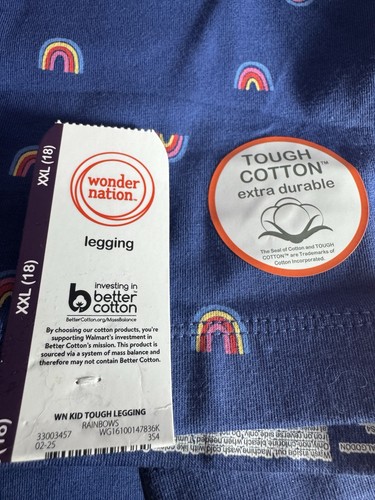 XXL (18)
XXL (18)
wonder
nation™
legging
investing in
better
cotton
BetterCotton.org/MassBalance
By choosing our cotton products, you're
supporting Walmart's investment in
Better Cotton's mission. This product is
sourced via a system of mass balance and
therefore may not contain Better Cotton.
WN KID TOUGH LEGGING
RAINBOWS
33003457 WG16100147836K
02-25 3S4
TOUGH
COTTON™
extra durable
The Seal of Cotton and TOUGH
COTTON™ are Trademarks of
Cotton Incorporated.